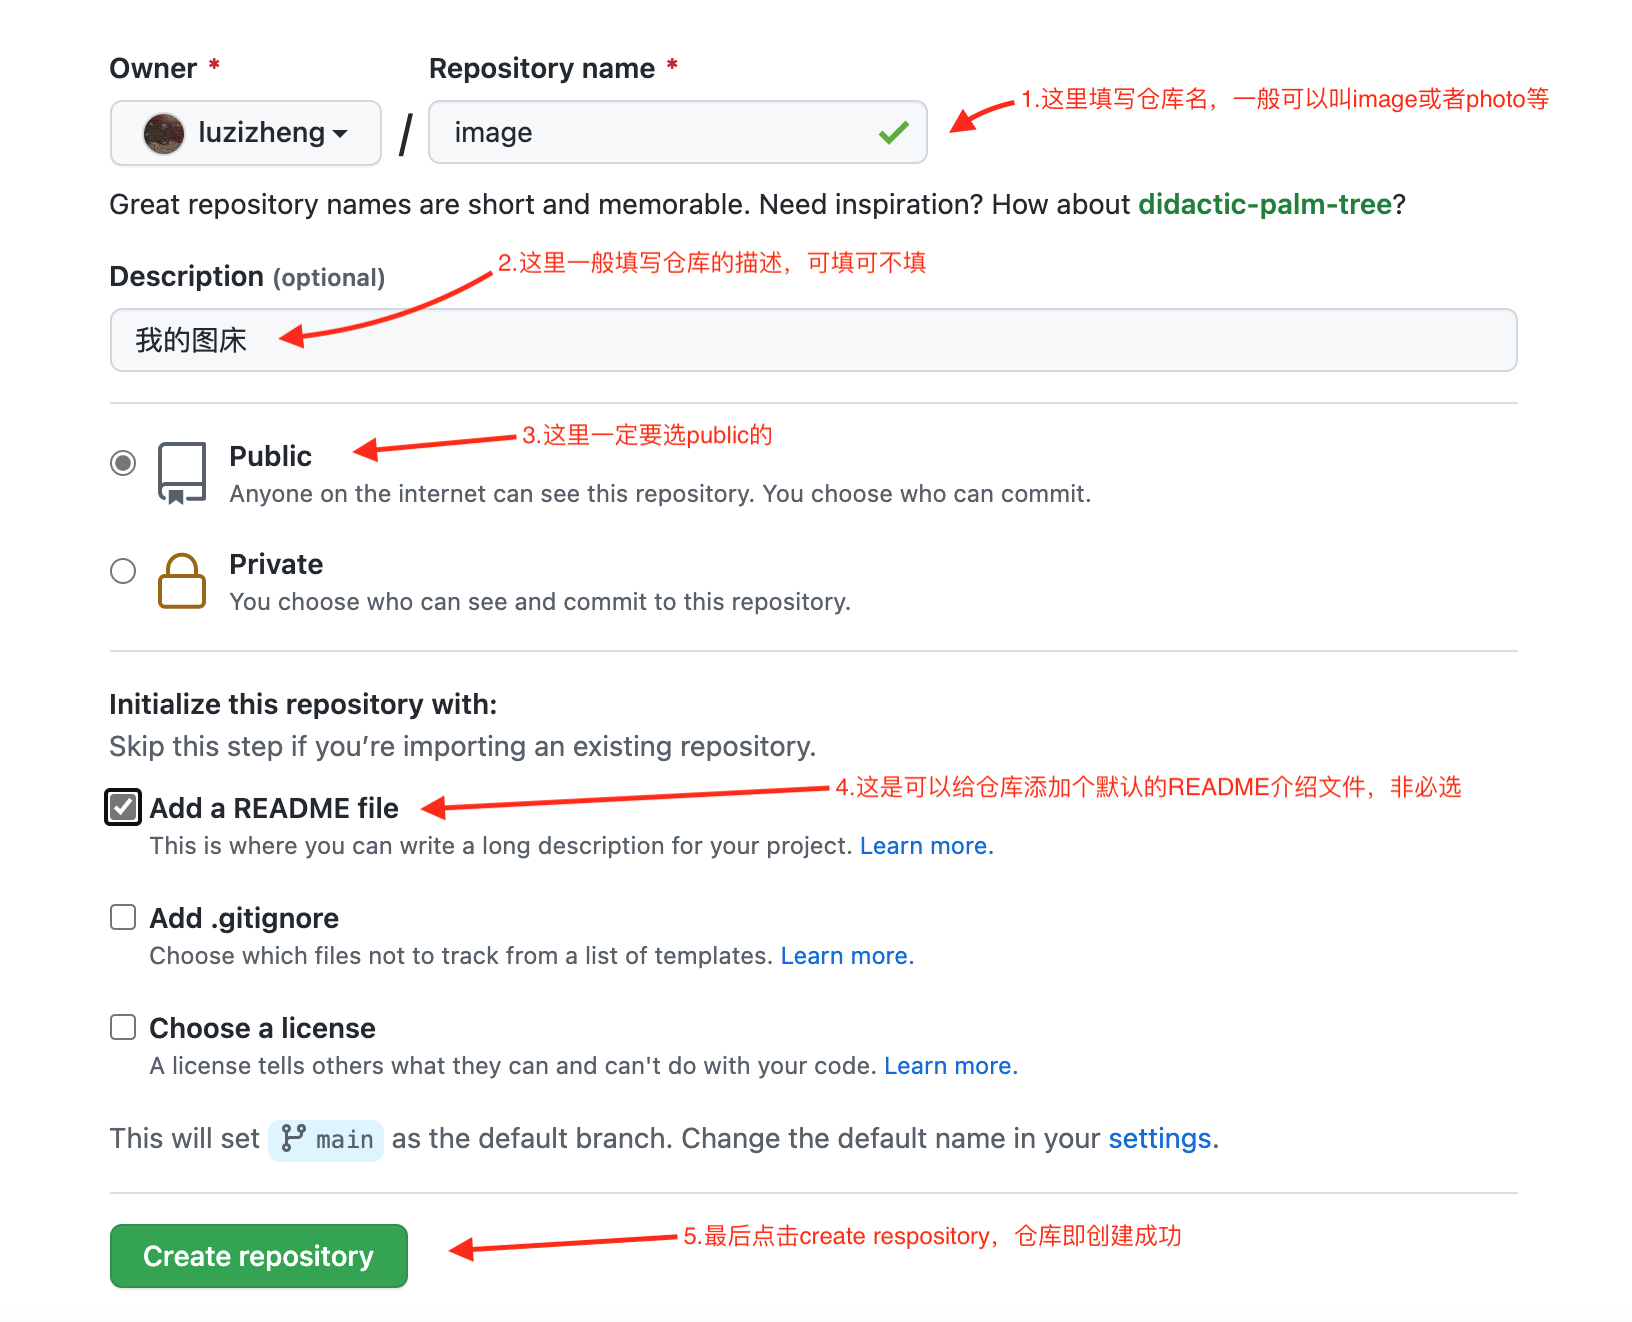 Owner * Repository name *
1.这里填写仓库名，一般可以叫image或者photo等
luzizheng / image
Great repository names are short and memorable. Need inspiration? How about didactic-palm-tree?
2.这里一般填写仓库的描述，可填可不填
Description (optional)
我的图床
3.这里一定要选public的
Public
Anyone on the internet can see this repository. You choose who can commit.
Private
You choose who can see and commit to this repository.
Initialize this repository with:
Skip this step if you’re importing an existing repository.
4.这是可以给仓库添加个默认的README介绍文件，非必选
Add a README file
This is where you can write a long description for your project. Learn more.
Add .gitignore
Choose which files not to track from a list of templates. Learn more.
Choose a license
A license tells others what they can and can't do with your code. Learn more.
This will set main as the default branch. Change the default name in your settings.
5.最后点击create respository，仓库即创建成功
Create repository